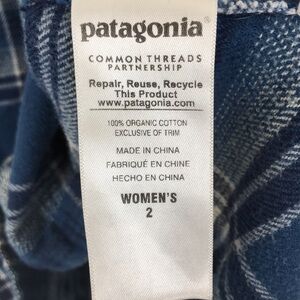 patagonia®
COMMON THREADS
PARTNERSHIP
Repair, Reuse, Recycle
This Product
www.patagonia.com
100% ORGANIC COTTON
EXCLUSIVE OF TRIM
MADE IN CHINA
FABRIQUÉ EN CHINE
HECHO EN CHINA
WOMEN'S
2